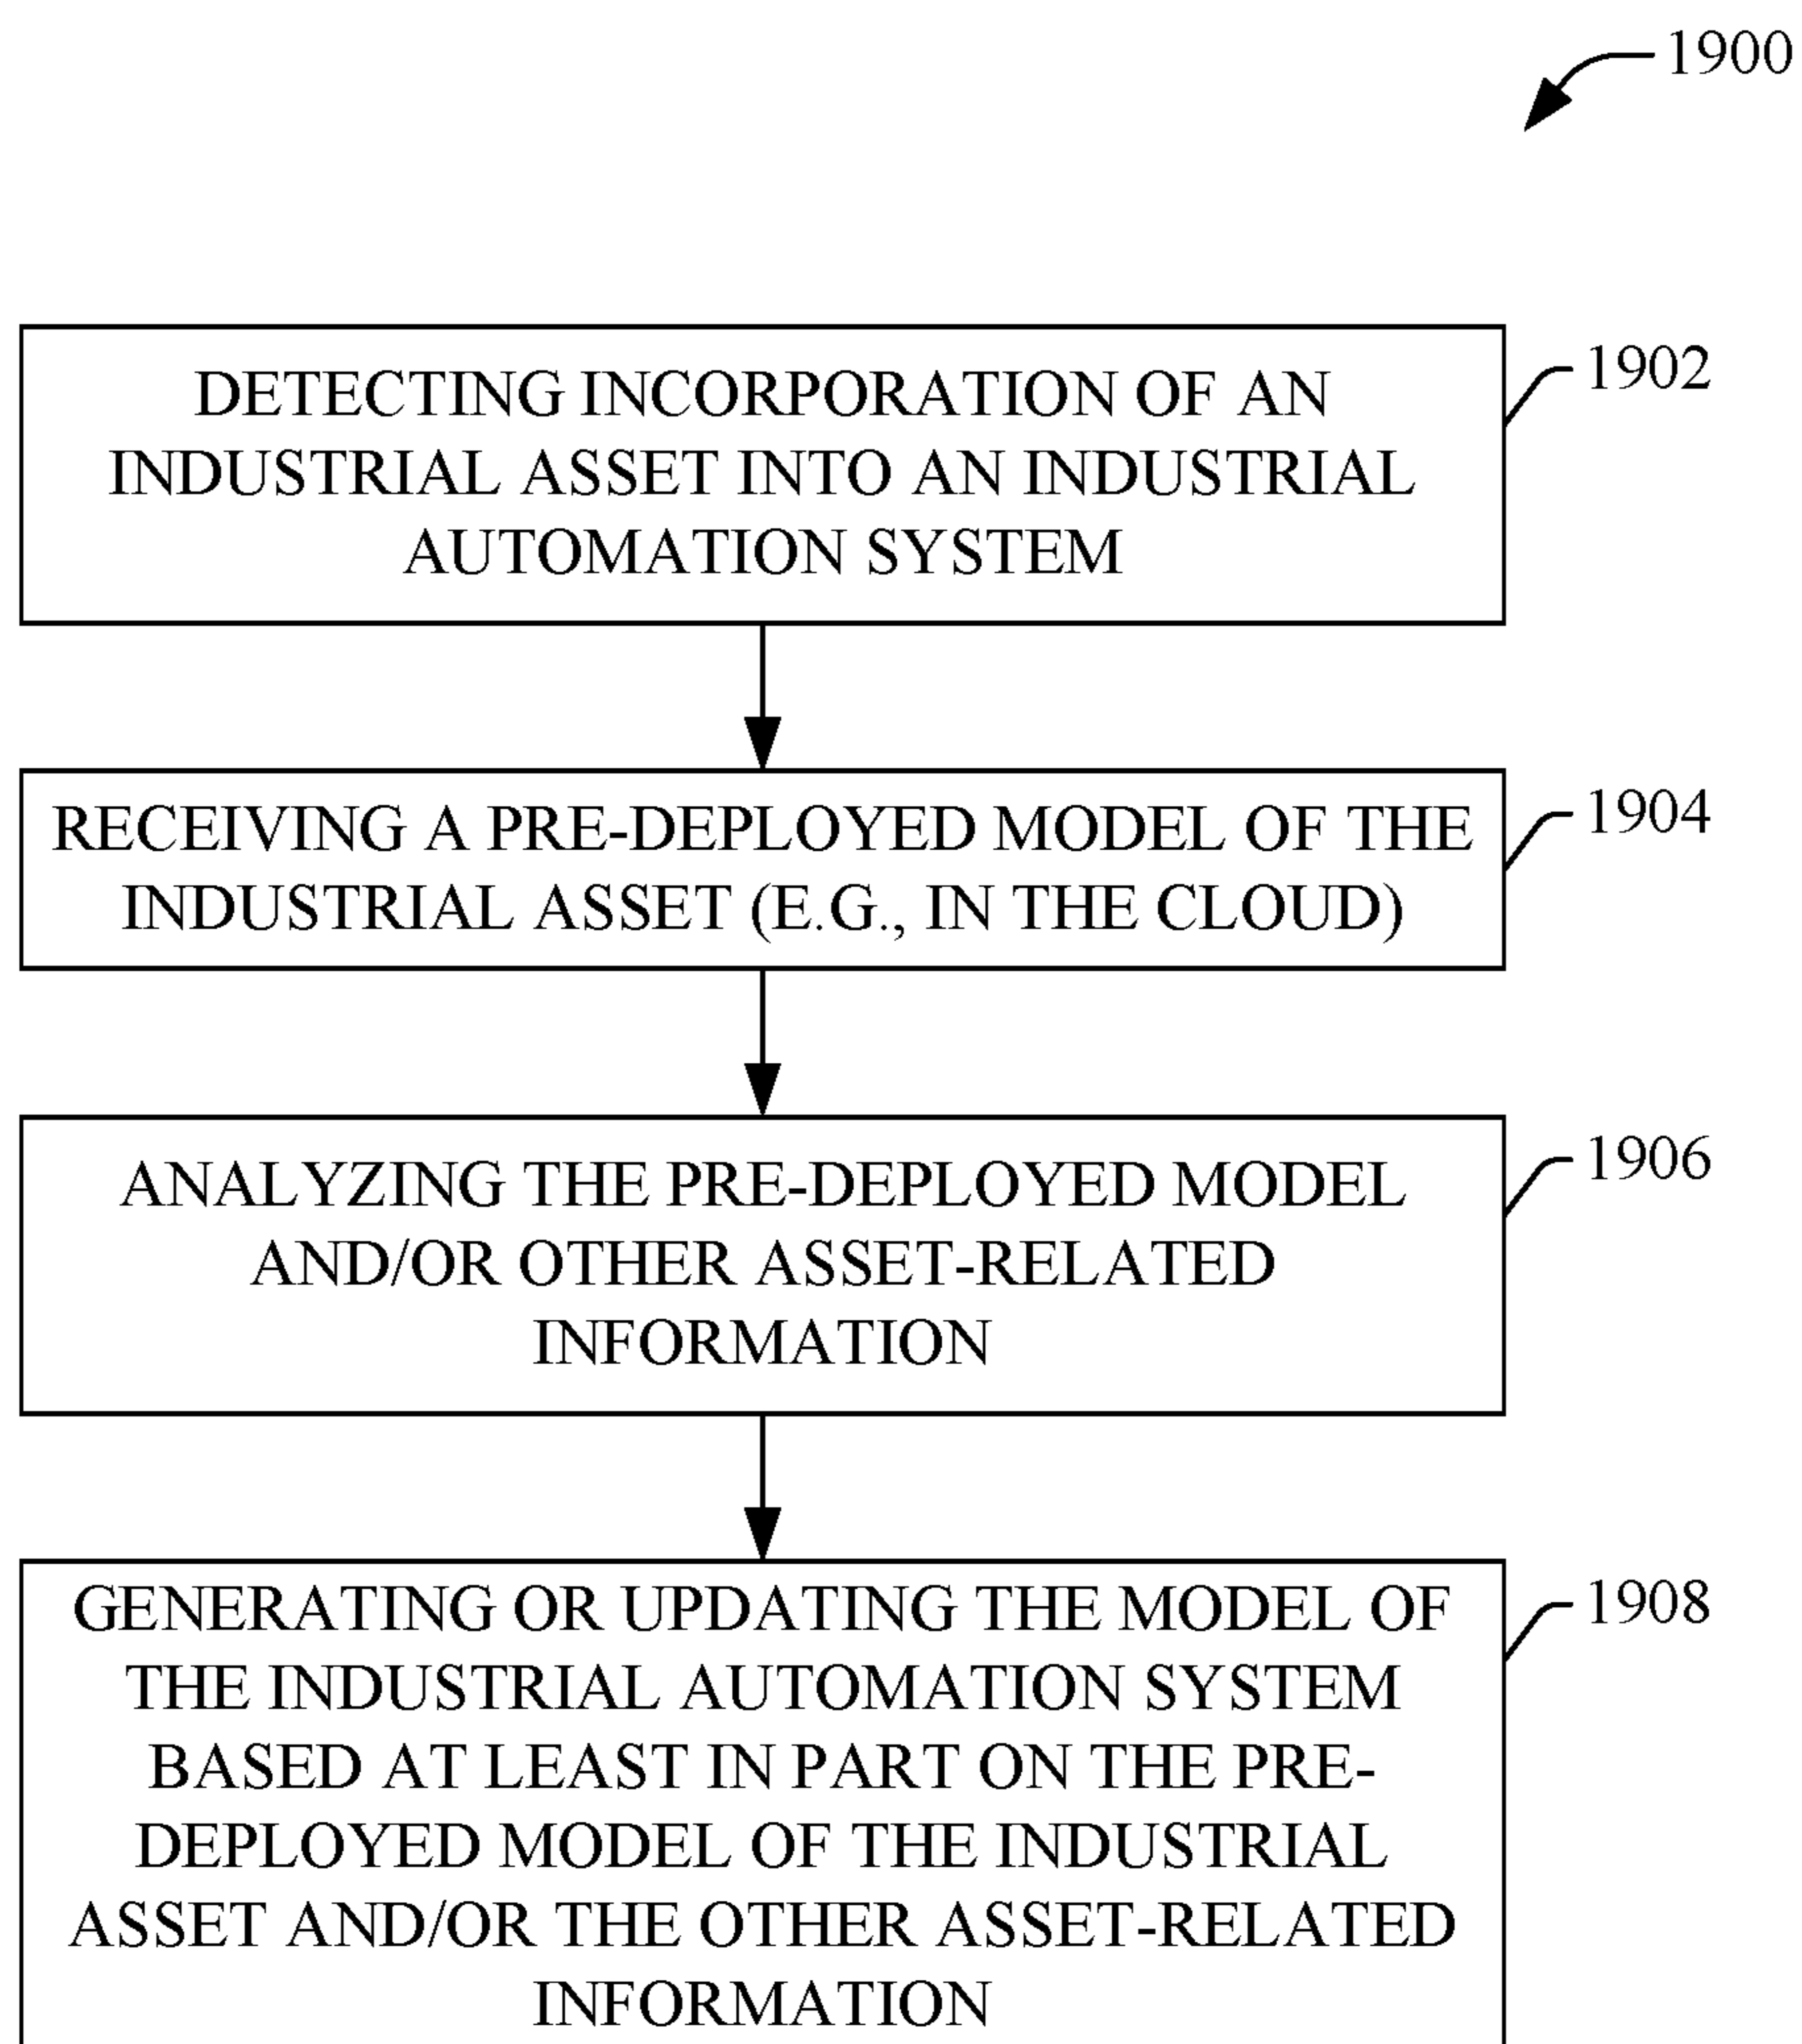 1900
DETECTING INCORPORATION OF AN
INDUSTRIAL ASSET INTO AN INDUSTRIAL
AUTOMATION SYSTEM
1902
RECEIVING A PRE-DEPLOYED MODEL OF THE
INDUSTRIAL ASSET (E.G., IN THE CLOUD)
1904
ANALYZING THE PRE-DEPLOYED MODEL
AND/OR OTHER ASSET-RELATED
INFORMATION
1906
GENERATING OR UPDATING THE MODEL OF
THE INDUSTRIAL AUTOMATION SYSTEM
BASED AT LEAST IN PART ON THE PRE-
DEPLOYED MODEL OF THE INDUSTRIAL
ASSET AND/OR THE OTHER ASSET-RELATED
INFORMATION
1908